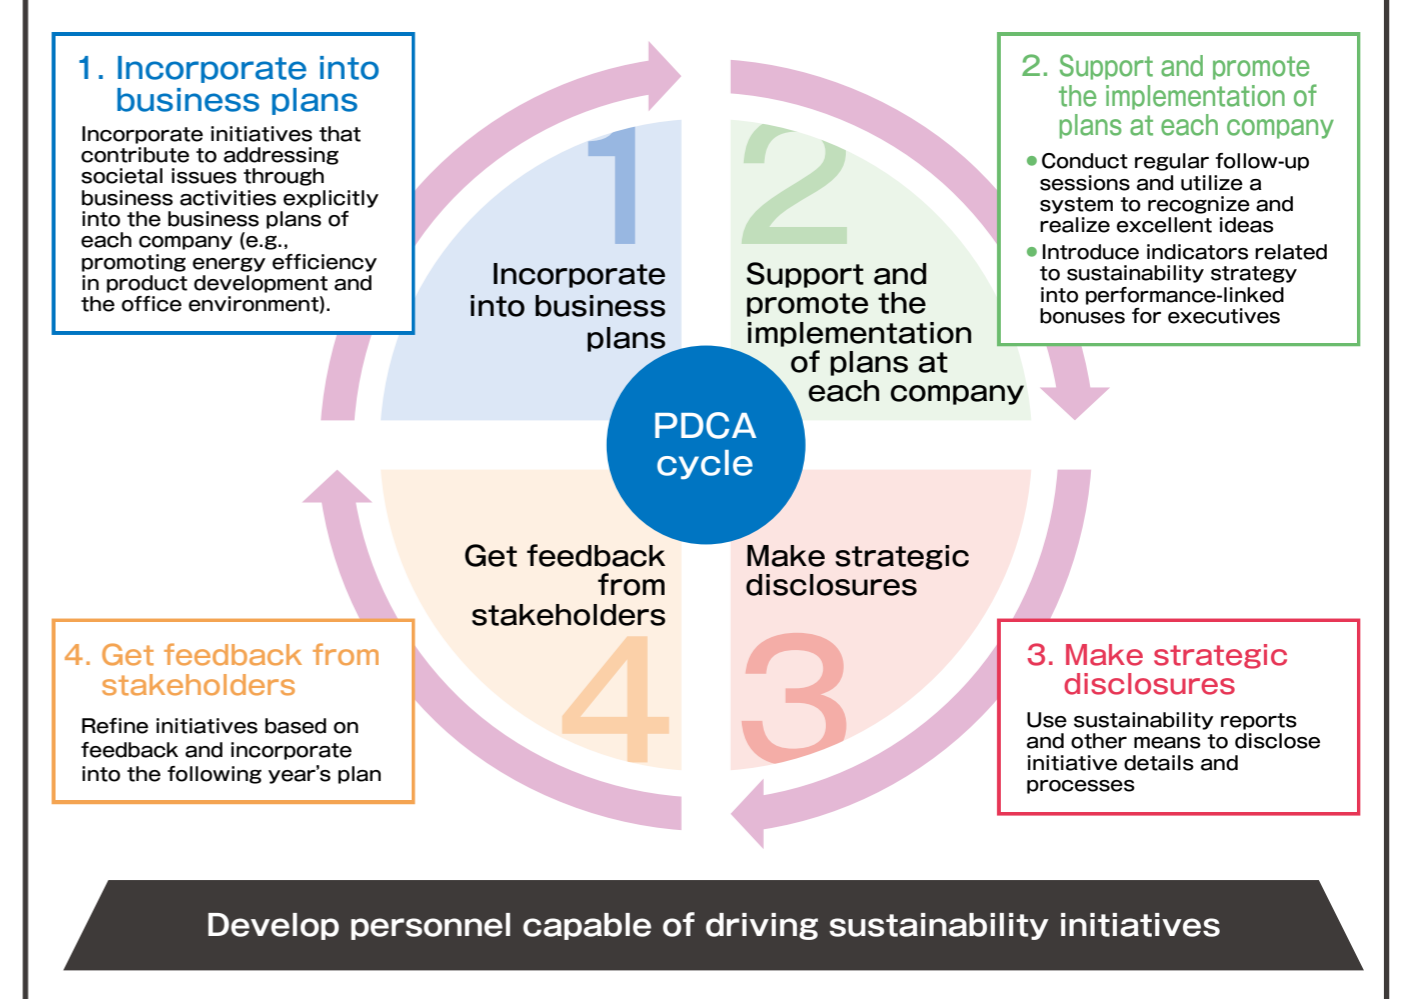 1. Incorporate into
business plans
Incorporate initiatives that
contribute to addressing
societal issues through
business activities explicitly
into the business plans of
each company (e.g.,
promoting energy efficiency
in product development and
the office environment).
2. Support and promote
the implementation of
plans at each company
● Conduct regular follow-up
sessions and utilize a
system to recognize and
realize excellent ideas
● Introduce indicators related
to sustainability strategy
into performance-linked
bonuses for executives
1
Incorporate
into business
plans
2
Support and
promote the
implementation
of plans at
each company
PDCA
cycle
Get feedback
from
stakeholders
4
Make strategic
disclosures
3
4. Get feedback from
stakeholders
Refine initiatives based on
feedback and incorporate
into the following year's plan
3. Make strategic
disclosures
Use sustainability reports
and other means to disclose
initiative details and
processes
Develop personnel capable of driving sustainability initiatives